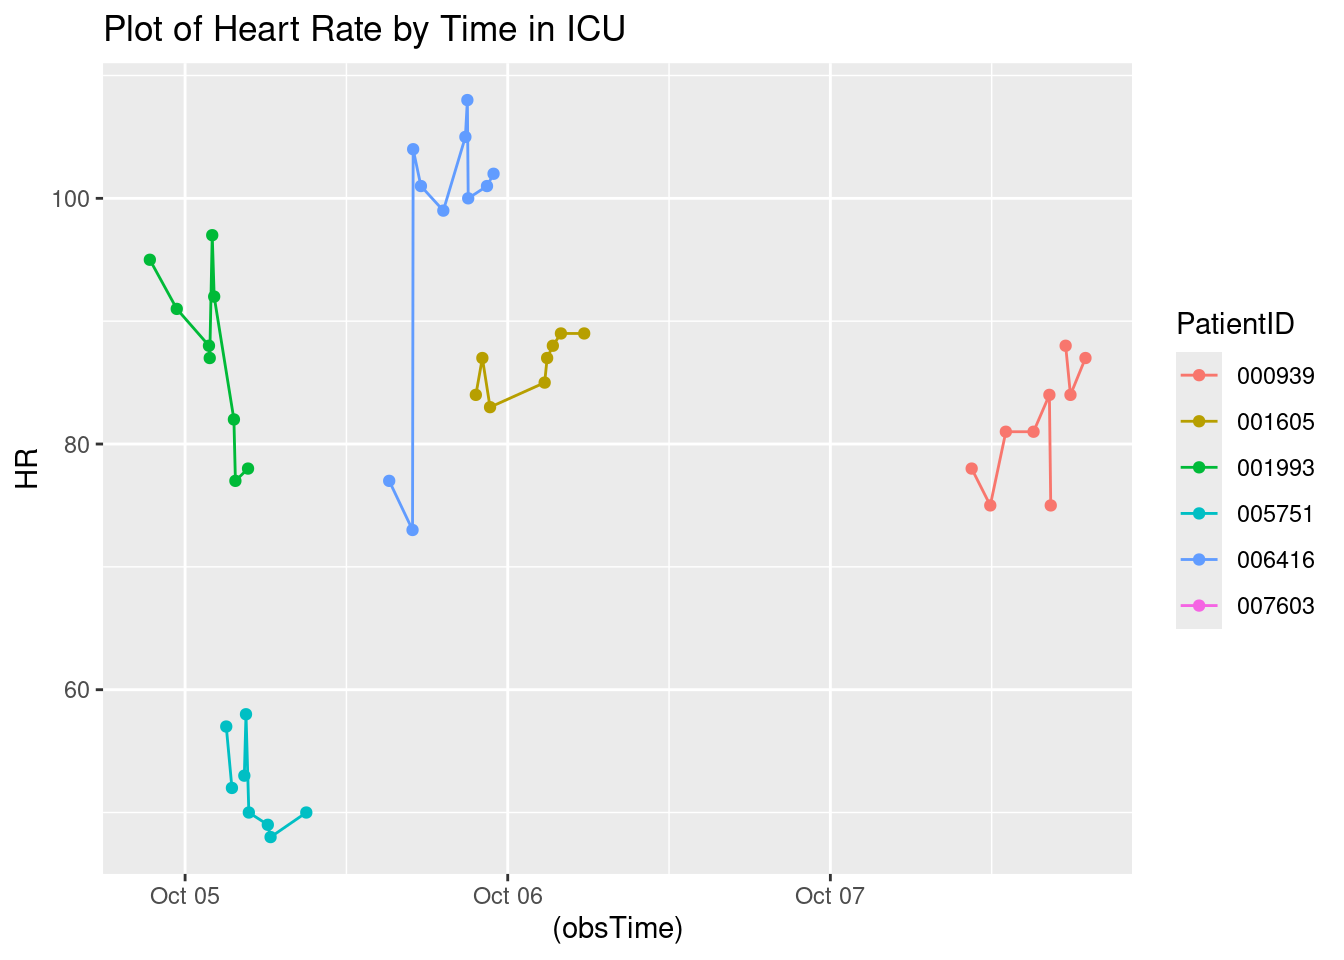 Plot of Heart Rate by Time in ICU
100
80
60
HR
Oct 05
Oct 06
Oct 07
(obsTime)
PatientID
000939
001605
001993
005751
006416
007603